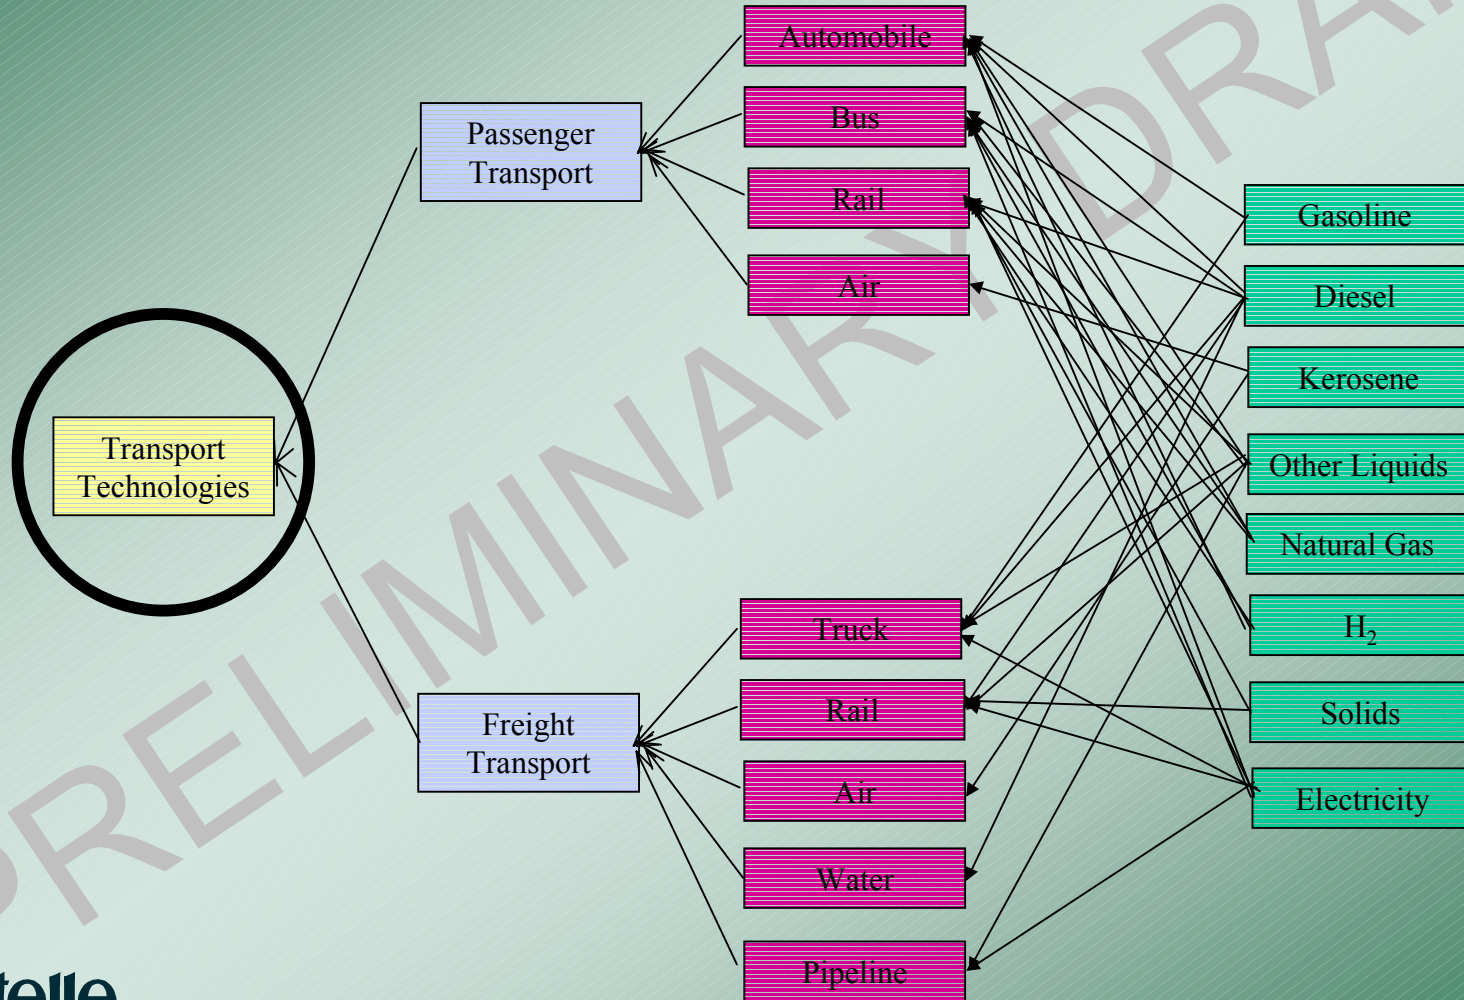 Automobile
Bus
Rail
Air
Passenger
Transport
Gasoline
Diesel
Kerosene
Other Liquids
Natural Gas
H₂
Solids
Electricity
Transport
Technologies
Freight
Transport
Truck
Rail
Air
Water
Pipeline
PRELIMINARY DRA
telle